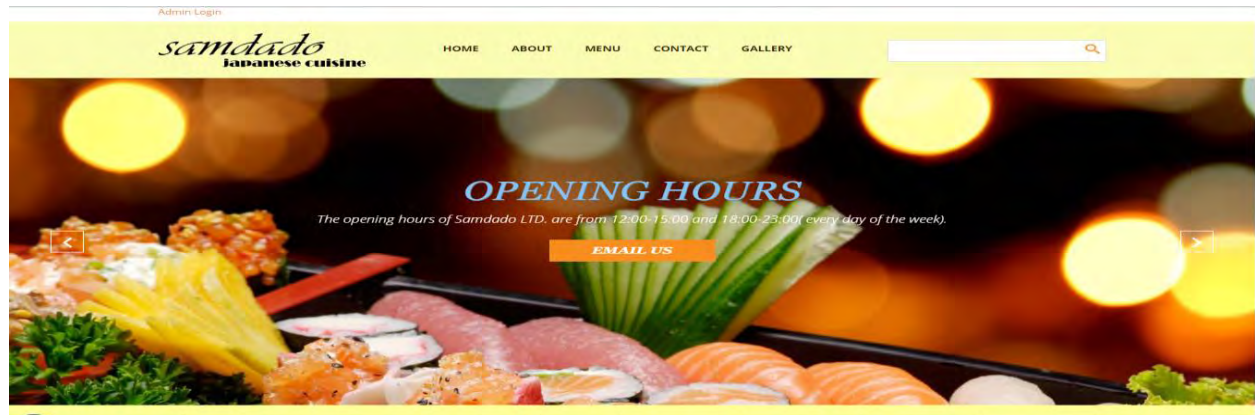 Admin Login
samdado
japanese cuisine
HOME ABOUT MENU CONTACT GALLERY
OPENING HOURS
The opening hours of Samdado LTD. are from 12:00-15:00 and 18:00-23:00( every day of the week).
EMAIL US